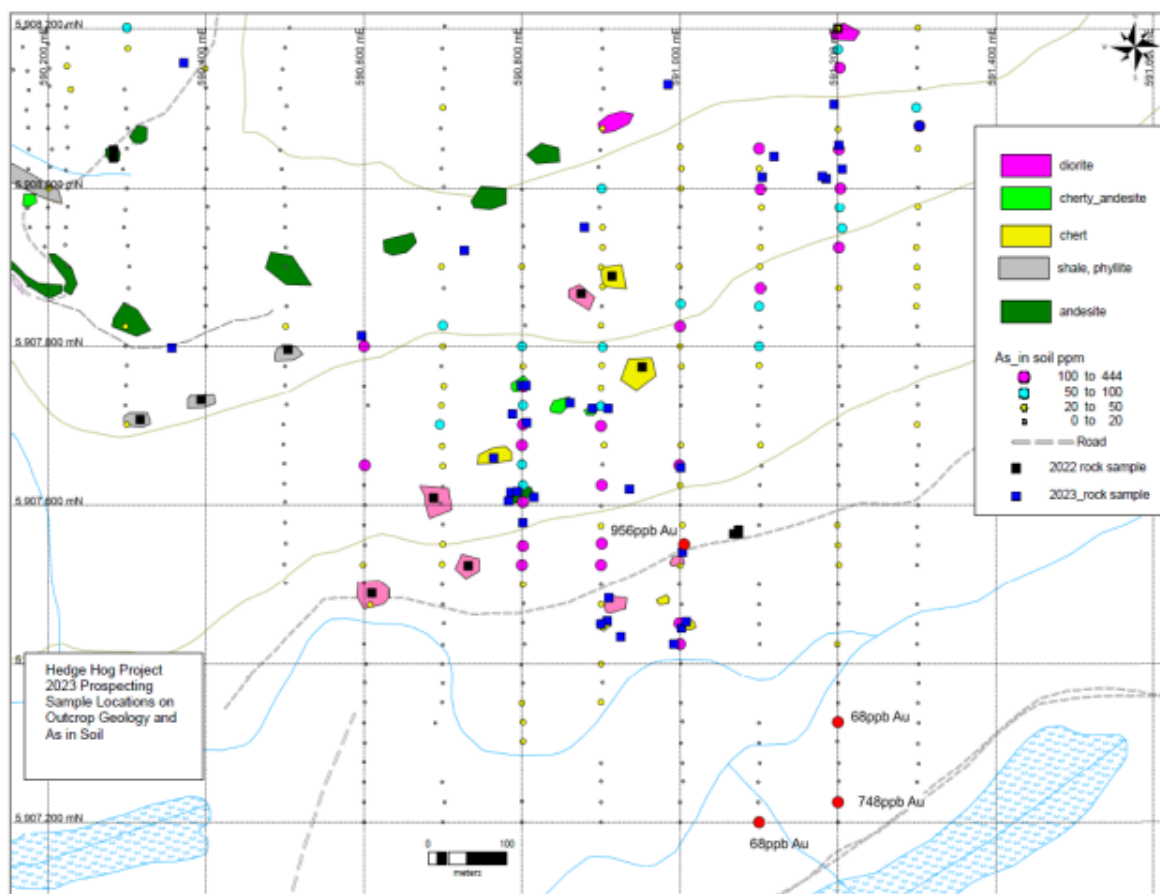 5,908,200 mN
590,200 mE
590,400 mE
590,600 mE
590,800 mE
591,000 mE
591,200 mE
591,400 mE
diorite
cherty_andesite
chert
shale, phyllite
andesite
As_in soil ppm
100 to 444
50 to 100
20 to 50
0 to 20
Road
2022 rock sample
2023_rock sample
5,907,800 mN
5,907,600 mN
956ppb Au
Hedge Hog Project
2023 Prospecting
Sample Locations on
Outcrop Geology and
As in Soil
68ppb Au
748ppb Au
5,907,200 mN
68ppb Au
0
100
meters